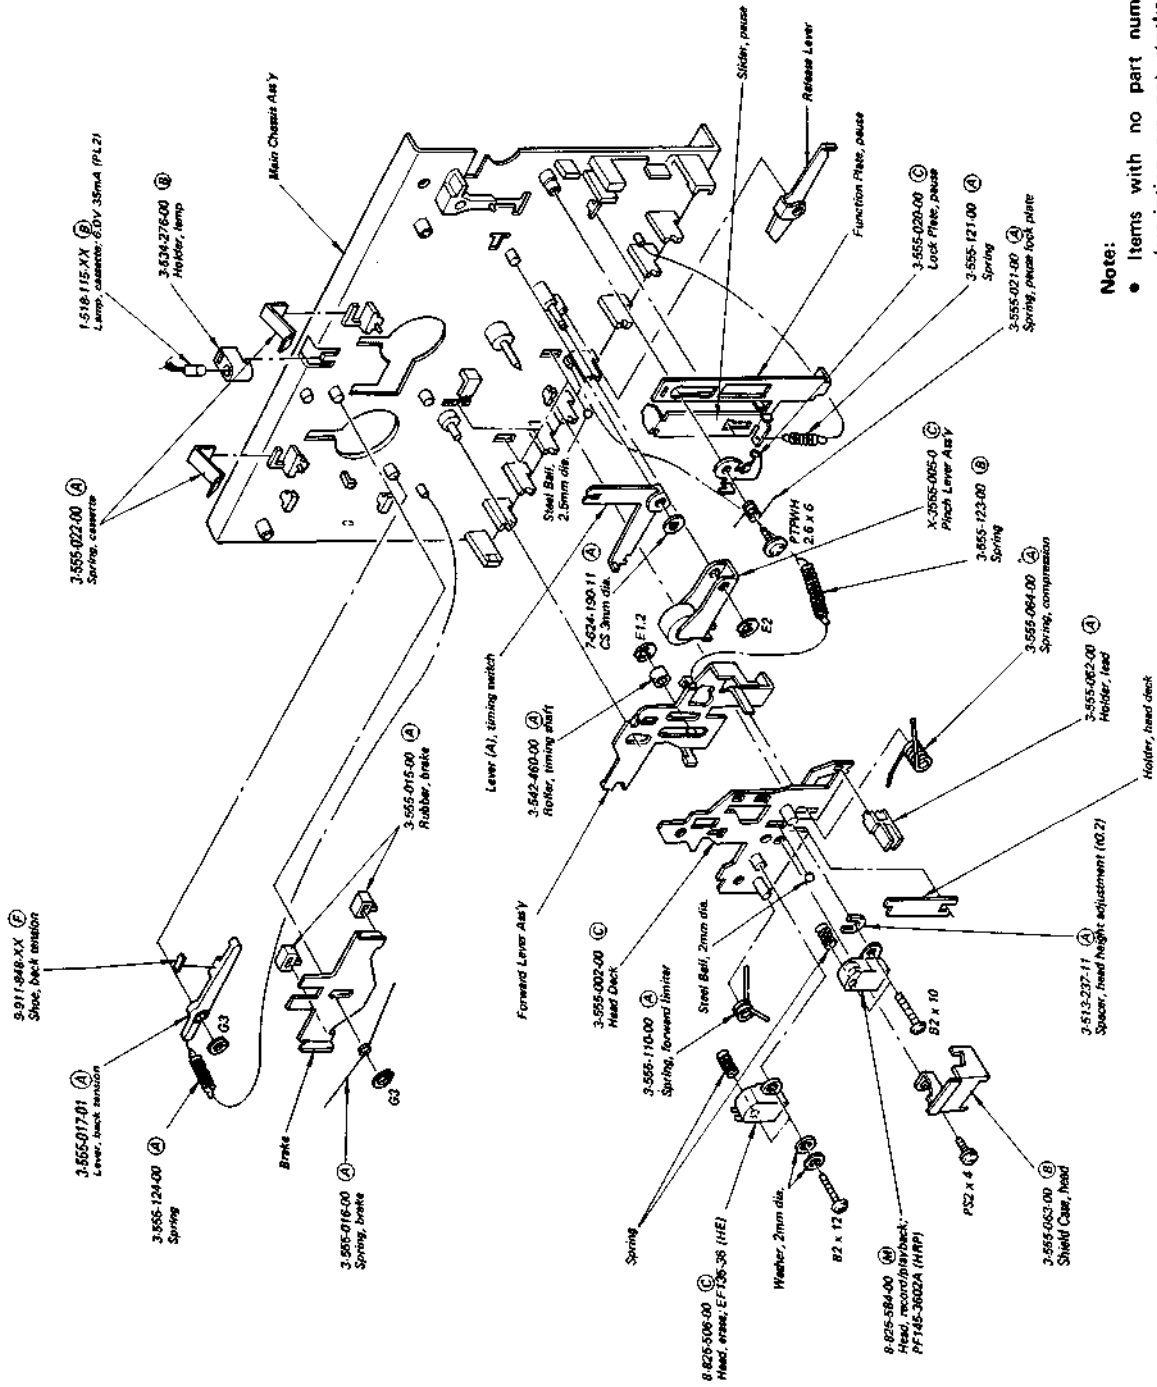 1-518-115-XX Ⓑ
Lamp, cassette; 6.0V 35mA (PL2)
3-534-276-00 Ⓑ
Holder, lamp
Main Chassis Ass'y
3-555-022-00 Ⓐ
Spring, cassette
Slider, pause
Release Lever
Function Plate, pause
3-555-020-00 Ⓒ
Lock Plate, pause
3-555-121-00 Ⓐ
Spring
3-555-021-00 Ⓐ
Spring, pause lock plate
Steel Ball,
2.5mm dia.
PTPWH
2.6 x 6
X-3555-005-0 Ⓒ
Pinch Lever Ass'y
3-555-123-00 Ⓑ
Spring
3-555-064-00 Ⓐ
Spring, compression
3-555-062-00 Ⓐ
Holder, lead
Holder, head deck
Lever (A), timing switch
7-624-190-11 Ⓐ
CS 3mm dia.
E1.2
E2
3-542-460-00 Ⓐ
Roller, timing shaft
Forward Lever Ass'y
9-911-848-XX Ⓕ
Shoe, back tension
3-555-017-01 Ⓐ
Lever, back tension
G3
3-555-124-00 Ⓐ
Spring
3-555-015-00 Ⓐ
Rubber, brake
Brake
G3
3-555-016-00 Ⓐ
Spring, brake
3-555-002-00 Ⓒ
Head Deck
3-555-110-00 Ⓐ
Spring, forward limiter
Steel Ball, 2mm dia.
Spring
8-825-506-00 Ⓒ
Head, erase; EF135-36 (HE)
Washer, 2mm dia.
B2 x 12
B2 x 10
3-513-237-11 Ⓐ
Spacer, head height adjustment (t0.2)
8-825-584-00 Ⓜ
Head, record/playback;
PF145-3602A (HRP)
PS2 x 4
3-555-063-00 Ⓑ
Shield Case, head
Note:
• Items with no part num